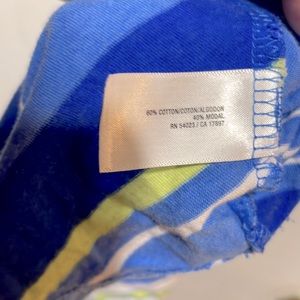 60% COTTON/COTON/ALGODON
40% MODAL
RN 54023 / CA 17897